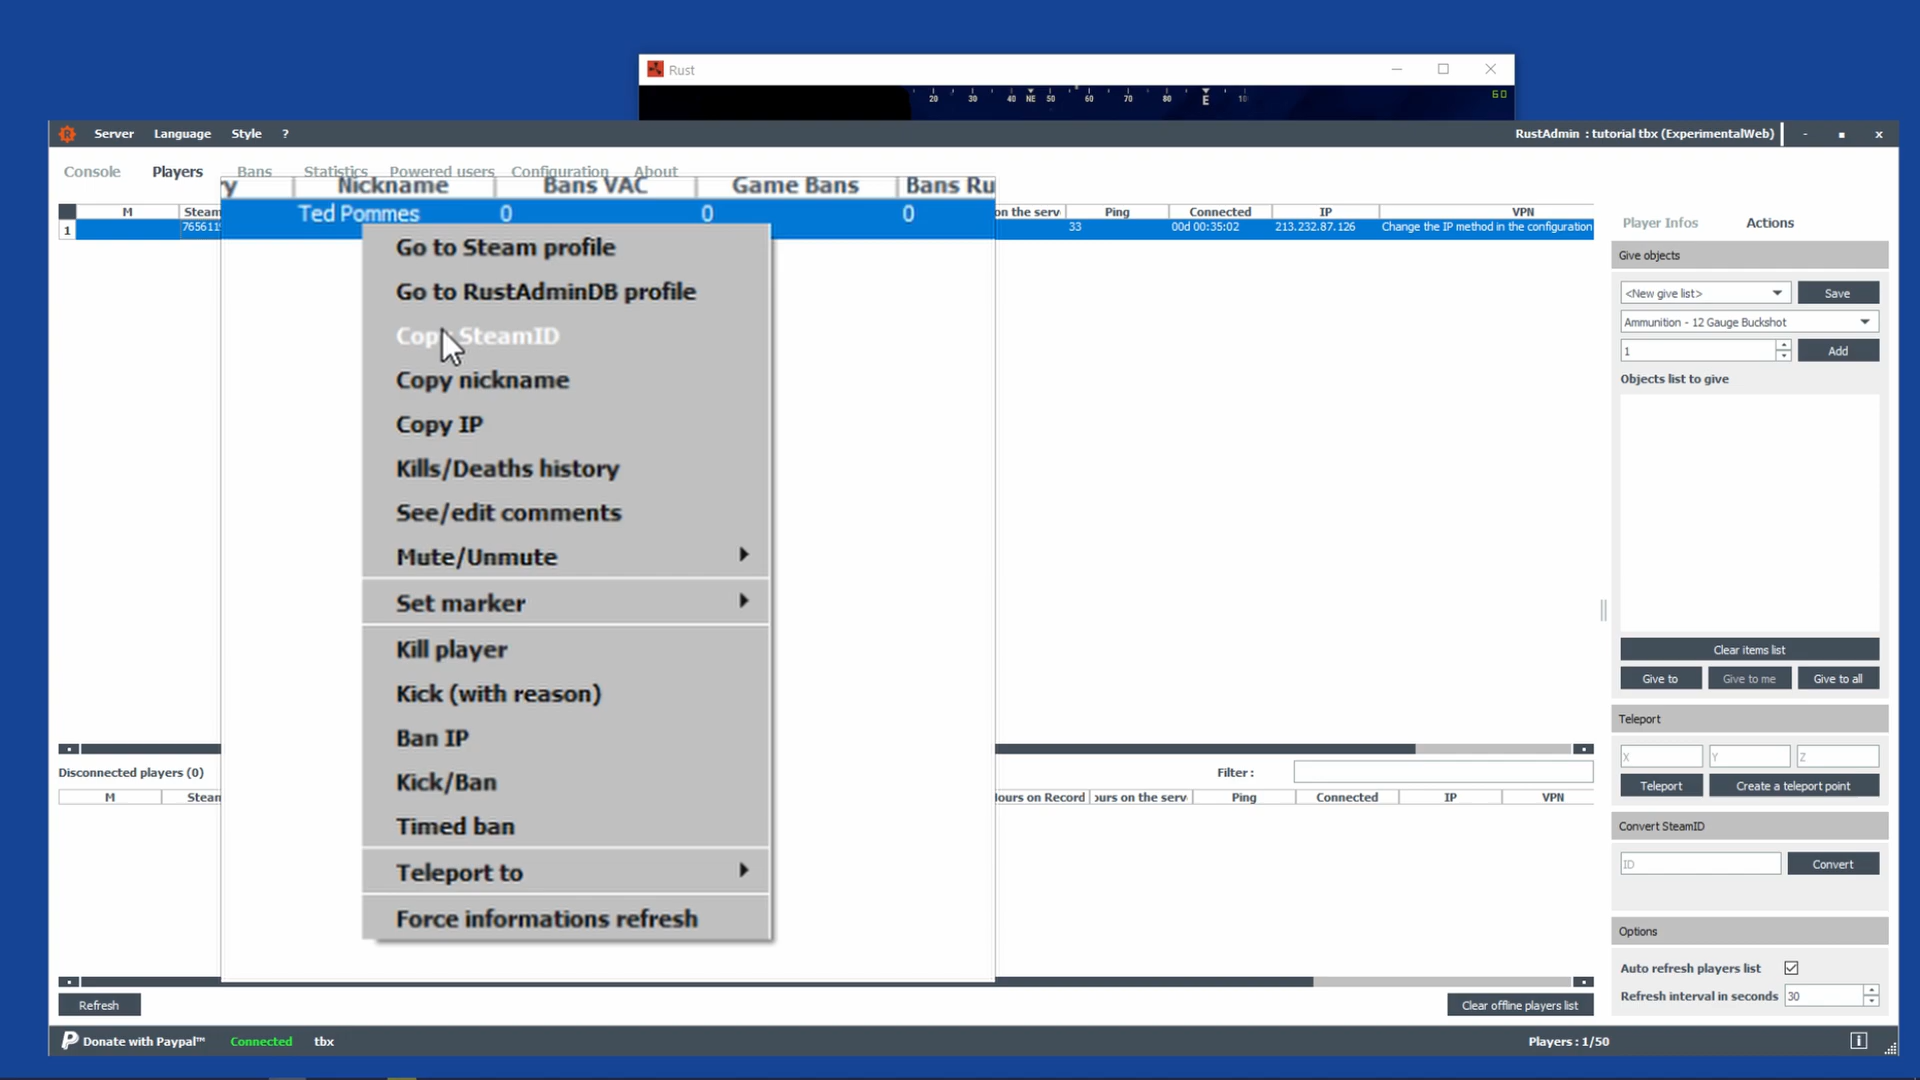 Rust
20 30 40 NE 50 60 70 80 E
60
Server Language Style ? RustAdmin : tutorial tbx (ExperimentalWeb)
Console Players Bans Statistics Powered users Configuration About
Nickname Bans VAC Game Bans Bans Ru
M Steam on the serv Ping Connected IP VPN
Ted Pommes 0 0 0
1 765611 33 00d 00:35:02 213.232.87.126 Change the IP method in the configuration
Go to Steam profile
Go to RustAdminDB profile
Copy SteamID
Copy nickname
Copy IP
Kills/Deaths history
See/edit comments
Mute/Unmute
Set marker
Kill player
Kick (with reason)
Ban IP
Kick/Ban
Timed ban
Teleport to
Force informations refresh
Player Infos Actions
Give objects
<New give list> Save
Ammunition - 12 Gauge Buckshot
1 Add
Objects list to give
Clear items list
Give to Give to me Give to all
Teleport
X Y Z
Teleport Create a teleport point
Convert SteamID
ID Convert
Options
Auto refresh players list
Refresh interval in seconds 30
Disconnected players (0) Filter :
M Steam Hours on Record ours on the serv Ping Connected IP VPN
Refresh Clear offline players list
Donate with Paypal™ Connected tbx Players : 1/50